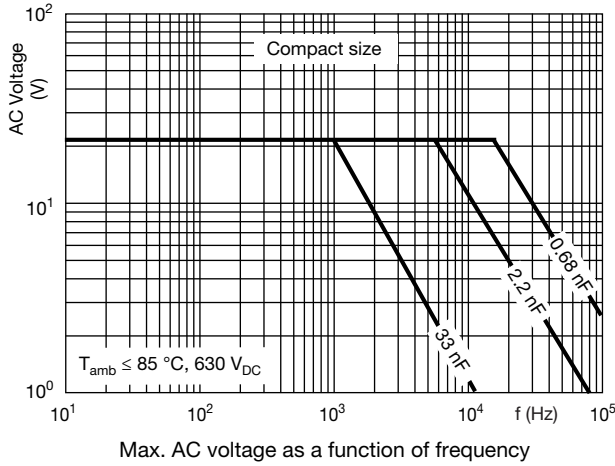 10²
AC Voltage
(V)
Compact size
10¹
0.68 nF
2.2 nF
33 nF
T_amb ≤ 85 °C, 630 V_DC
10⁰
10¹ 10² 10³ 10⁴ f (Hz) 10⁵
Max. AC voltage as a function of frequency